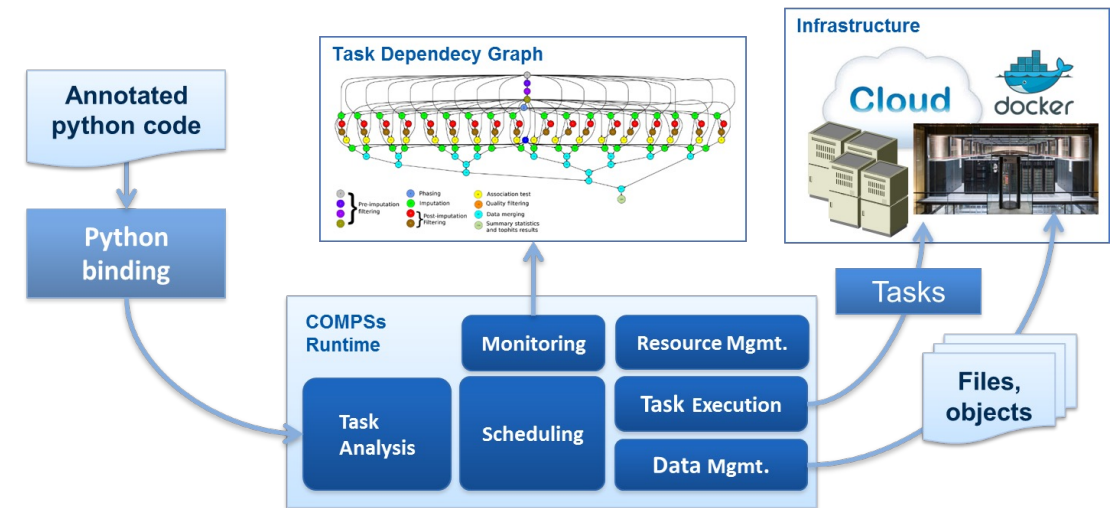 Infrastructure
Cloud
docker
Task Dependecy Graph
Annotated
python code
Pre-imputation
filtering
Phasing
Imputation
Post-imputation
filtering
Association test
Quality filtering
Data merging
Summary statistics
and tophits results
Python
binding
Tasks
COMPSs
Runtime
Monitoring
Resource Mgmt.
Task
Analysis
Scheduling
Task Execution
Data Mgmt.
Files,
objects